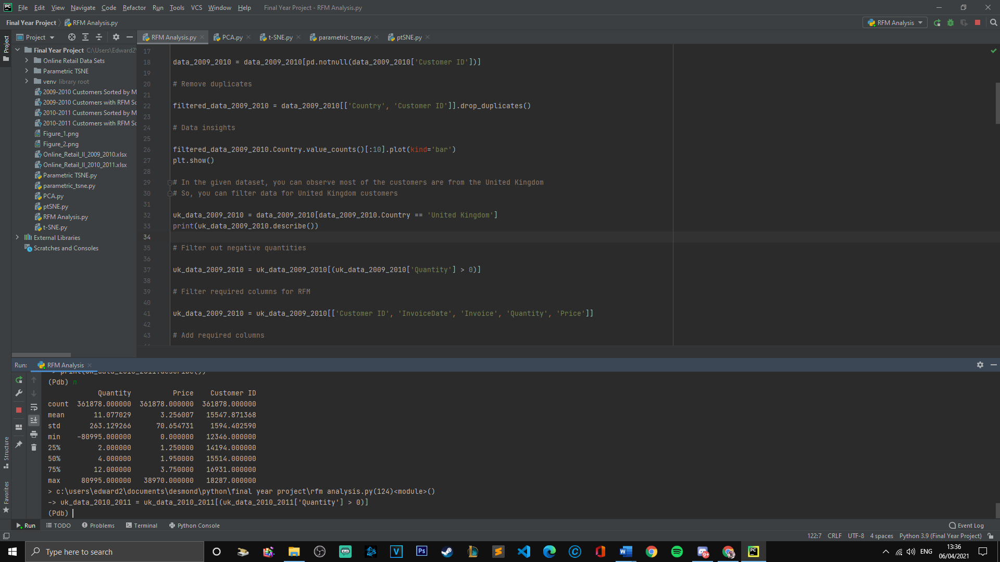 File Edit View Navigate Code Refactor Run Tools VCS Window Help Final Year Project - RFM Analysis.py
Final Year Project RFM Analysis.py RFM Analysis
Project
Project RFM Analysis.py PCA.py t-SNE.py parametric_tsne.py ptSNE.py
Final Year Project C:\Users\Edward2\
Online Retail Data Sets
Parametric TSNE
venv library root
2009-2010 Customers Sorted by M
2009-2010 Customers with RFM Sc
2010-2011 Customers Sorted by M
2010-2011 Customers with RFM Sc
Figure_1.png
Figure_2.png
Online_Retail_II_2009_2010.xlsx
Online_Retail_II_2010_2011.xlsx
Parametric TSNE.py
parametric_tsne.py
PCA.py
ptSNE.py
RFM Analysis.py
t-SNE.py
External Libraries
Scratches and Consoles
17
18 data_2009_2010 = data_2009_2010[pd.notnull(data_2009_2010['Customer ID'])]
19
20 # Remove duplicates
21
22 filtered_data_2009_2010 = data_2009_2010[['Country', 'Customer ID']].drop_duplicates()
23
24 # Data insights
25
26 filtered_data_2009_2010.Country.value_counts()[:10].plot(kind='bar')
27 plt.show()
28
29 # In the given dataset, you can observe most of the customers are from the United Kingdom
30 # So, you can filter data for United Kingdom customers
31
32 uk_data_2009_2010 = data_2009_2010[data_2009_2010.Country == 'United Kingdom']
33 print(uk_data_2009_2010.describe())
34
35 # Filter out negative quantities
36
37 uk_data_2009_2010 = uk_data_2009_2010[(uk_data_2009_2010['Quantity'] > 0)]
38
39 # Filter required columns for RFM
40
41 uk_data_2009_2010 = uk_data_2009_2010[['Customer ID', 'InvoiceDate', 'Invoice', 'Quantity', 'Price']]
42
43 # Add required columns
Run: RFM Analysis
-> print(uk_data_2010_2011.describe())
(Pdb) n
Quantity Price Customer ID
count 361878.000000 361878.000000 361878.000000
mean 11.077029 3.256007 15547.871368
std 263.129266 70.654731 1594.402590
min -80995.000000 0.000000 12346.000000
25% 2.000000 1.250000 14194.000000
50% 4.000000 1.950000 15514.000000
75% 12.000000 3.750000 16931.000000
max 80995.000000 38970.000000 18287.000000
> c:\users\edward2\documents\desmond\python\final year project\rfm analysis.py(124)<module>()
-> uk_data_2010_2011 = uk_data_2010_2011[(uk_data_2010_2011['Quantity'] > 0)]
(Pdb)
Structure
Favorites
Run TODO Problems Terminal Python Console Event Log
122:7 CRLF UTF-8 4 spaces Python 3.9 (Final Year Project)
Type here to search
ENG
13:36
06/04/2021